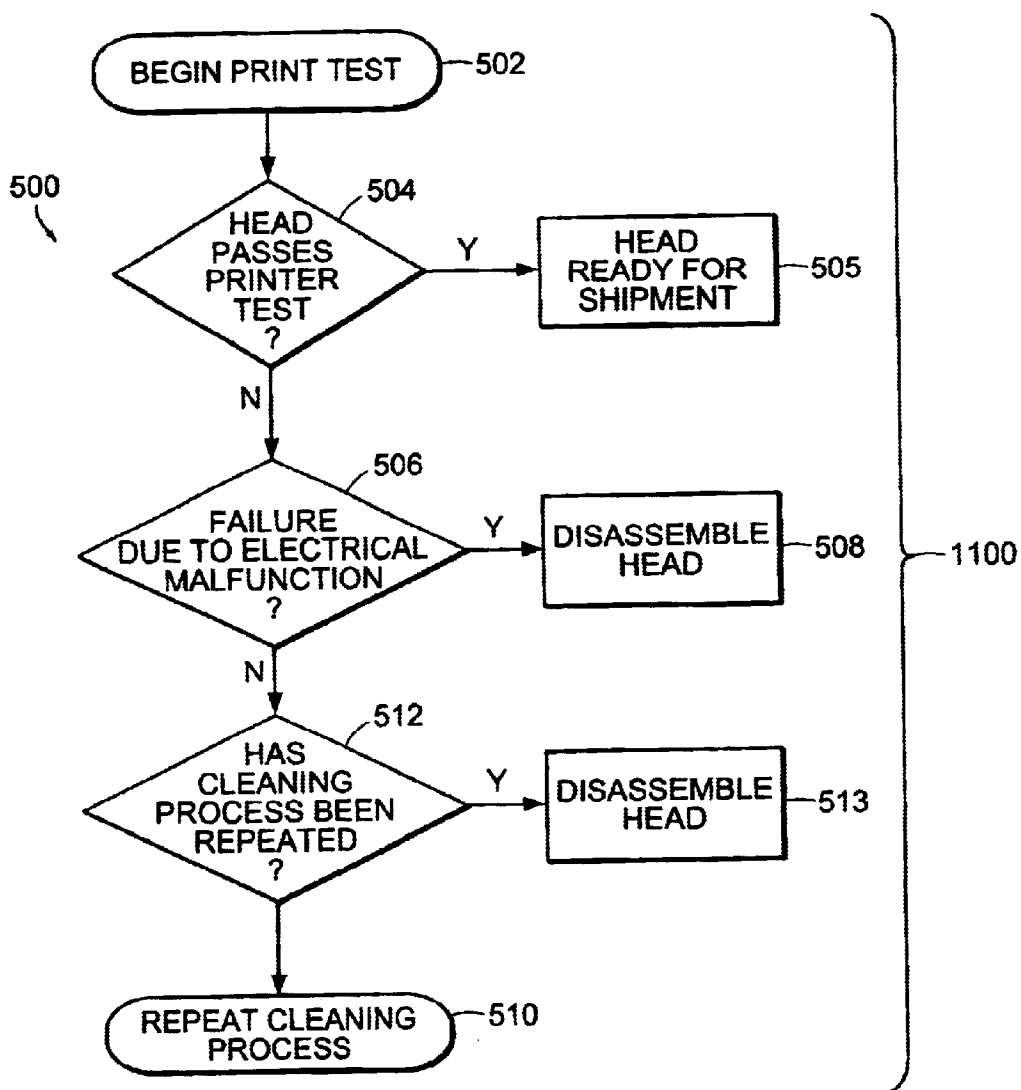 BEGIN PRINT TEST
502
500
504
HEAD
PASSES
PRINTER
TEST
?
Y
HEAD
READY FOR
SHIPMENT
505
N
506
FAILURE
DUE TO ELECTRICAL
MALFUNCTION
?
Y
DISASSEMBLE
HEAD
508
1100
N
512
HAS
CLEANING
PROCESS BEEN
REPEATED
?
Y
DISASSEMBLE
HEAD
513
REPEAT CLEANING
PROCESS
510